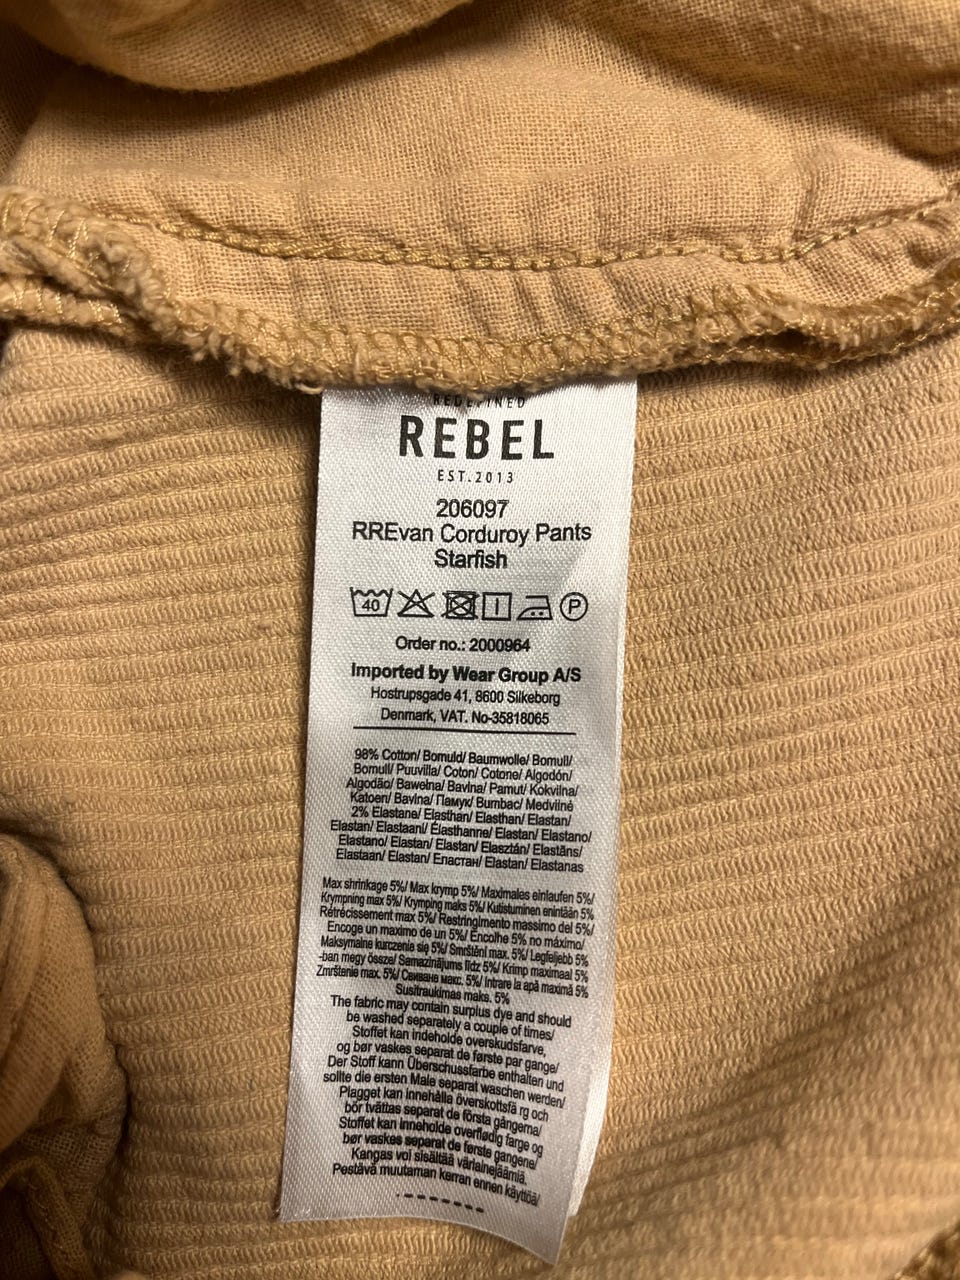 REDEFINED
REBEL
EST.2013
206097
RREvan Corduroy Pants
Starfish
40 P
Order no.: 2000964
Imported by Wear Group A/S
Hostrupsgade 41, 8600 Silkeborg
Denmark, VAT. No-35818065
98% Cotton/ Bomuld/ Baumwolle/ Bomull/
Bomull/ Puuvilla/ Coton/ Cotone/ Algodón/
Algodão/ Bawełna/ Bavlna/ Pamut/ Kokvilna/
Katoen/ Bavlna/ Памук/ Bumbac/ Medvilnė
2% Elastane/ Elasthan/ Elasthan/ Elastan/
Elastan/ Elastaani/ Élasthanne/ Elastan/ Elastano/
Elastano/ Elastan/ Elastan/ Elasztán/ Elastāns/
Elastaan/ Elastan/ Еластан/ Elastan/ Elastanas
Max shrinkage 5%/ Max krymp 5%/ Maximales einlaufen 5%/
Krympning max 5%/ Krymping maks 5%/ Kutistuminen enintään 5%
Rétrécissement max 5%/ Restringimento massimo del 5%/
Encoge un maximo de un 5%/ Encolhe 5% no máximo/
Maksymalne kurczenie się 5%/ Smrštění max. 5%/ Legfeljebb 5%
-ban megy össze/ Samazinājums līdz 5%/ Krimp maximaal 5%
Zmrštenie max. 5%/ Свиване макс. 5%/ Intrare la apă maximă 5%
Susitraukimas maks. 5%
The fabric may contain surplus dye and should
be washed separately a couple of times/
Stoffet kan indeholde overskudsfarve,
og bør vaskes separat de første par gange/
Der Stoff kann Überschussfarbe enthalten und
sollte die ersten Male separat waschen werden/
Plagget kan innehålla överskottsfä rg och
bör tvättas separat de första gångerna/
Stoffet kan inneholde overflødig farge og
bør vaskes separat de første gangene/
Kangas voi sisältää värlainejäämiä.
Pestävä muutaman kerran ennen käyttöä/